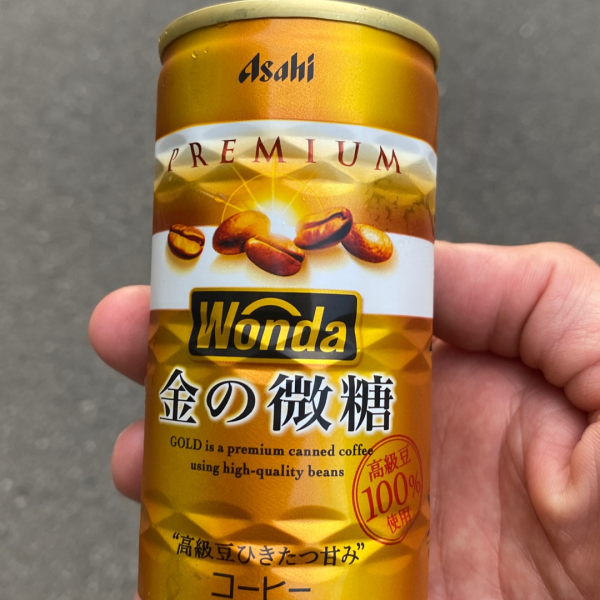 Asahi
PREMIUM
Wonda
金の微糖
GOLD is a premium canned coffee
using high-quality beans
高級豆
100%
使用
“高級豆ひきたつ甘み”
コーヒー